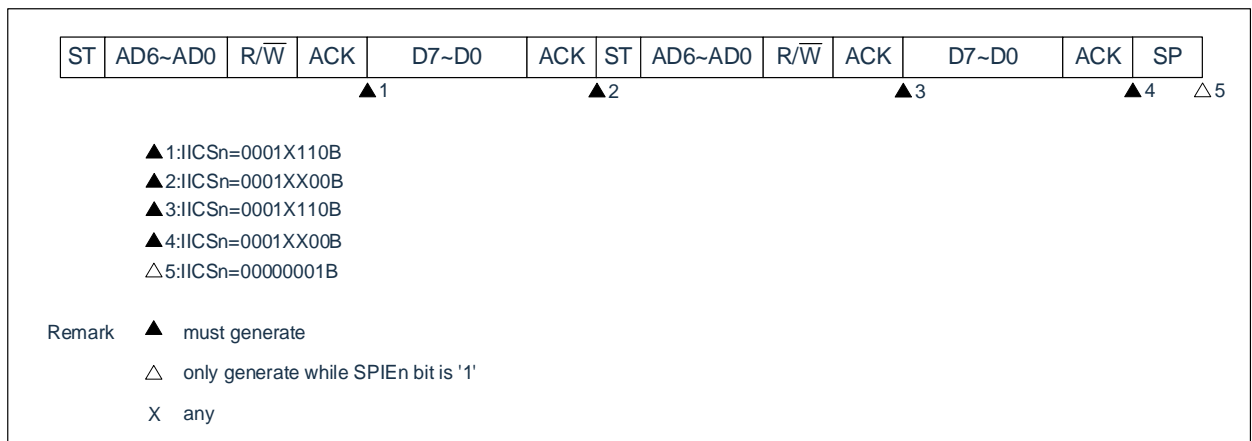 ST AD6~AD0 R/W̅ ACK D7~D0 ACK ST AD6~AD0 R/W̅ ACK D7~D0 ACK SP
▲1 ▲2 ▲3 ▲4 △5
▲1:IICSn=0001X110B
▲2:IICSn=0001XX00B
▲3:IICSn=0001X110B
▲4:IICSn=0001XX00B
△5:IICSn=00000001B
Remark ▲ must generate
△ only generate while SPIEn bit is '1'
X any